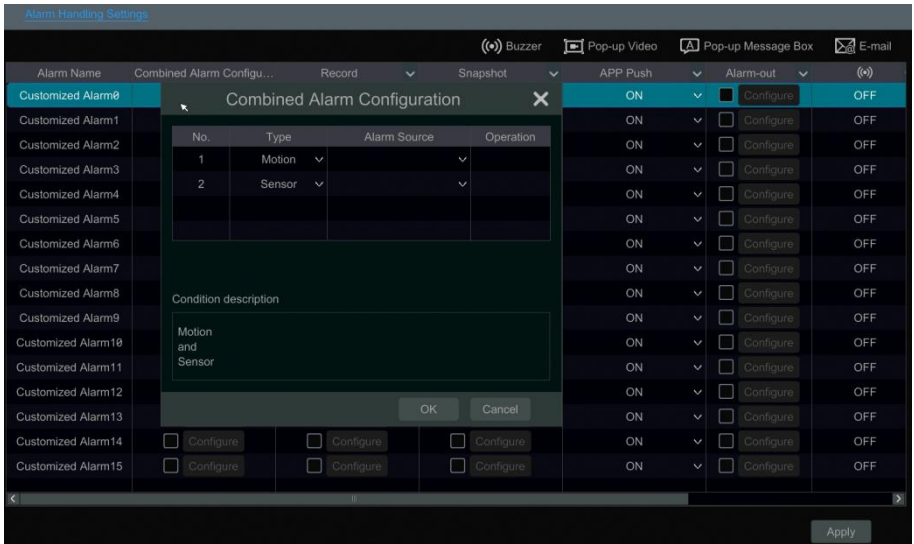 Alarm Handling Settings
Buzzer Pop-up Video Pop-up Message Box E-mail
Alarm Name Combined Alarm Configu... Record Snapshot APP Push Alarm-out
Customized Alarm0 ON Configure OFF
Combined Alarm Configuration
Customized Alarm1 ON Configure OFF
No. Type Alarm Source Operation
Customized Alarm2 ON Configure OFF
1 Motion
Customized Alarm3 ON Configure OFF
2 Sensor
Customized Alarm4 ON Configure OFF
Customized Alarm5 ON Configure OFF
Customized Alarm6 ON Configure OFF
Customized Alarm7 ON Configure OFF
Customized Alarm8 ON Configure OFF
Condition description
Customized Alarm9 ON Configure OFF
Motion
Customized Alarm10 ON Configure OFF
and
Sensor
Customized Alarm11 ON Configure OFF
Customized Alarm12 ON Configure OFF
OK Cancel
Customized Alarm13 ON Configure OFF
Customized Alarm14 Configure Configure Configure ON Configure OFF
Customized Alarm15 Configure Configure Configure ON Configure OFF
Apply